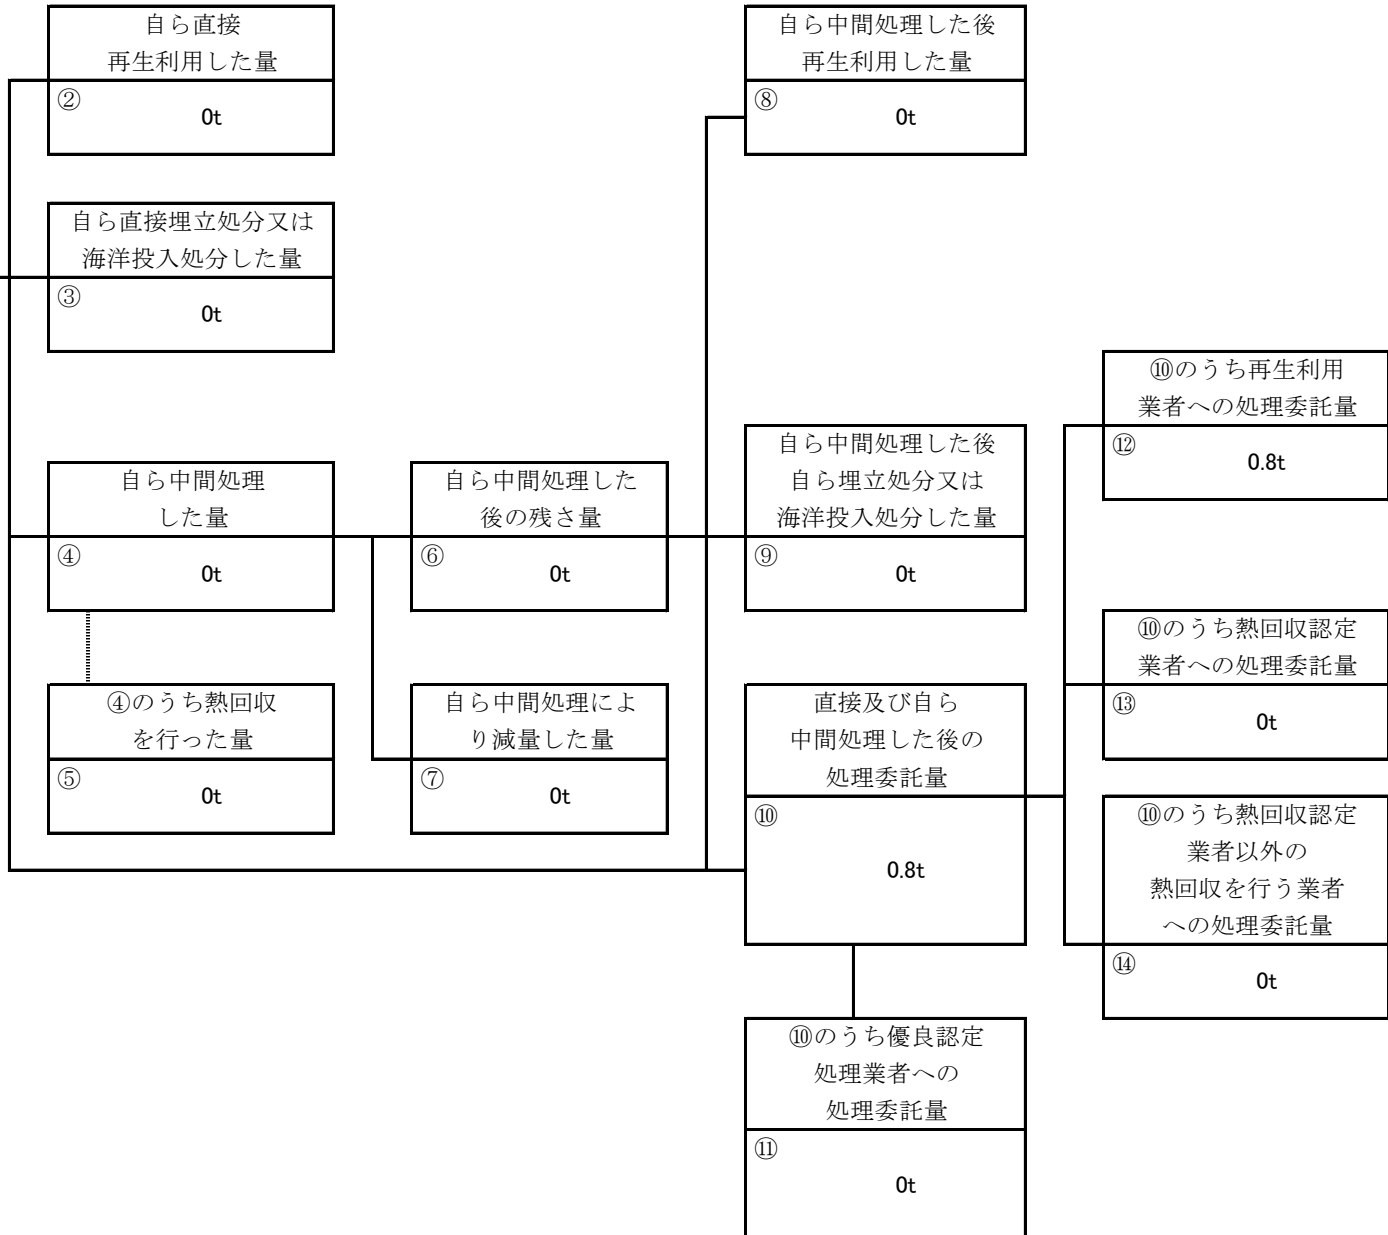 自ら直接
再生利用した量
②
0t
自ら中間処理した後
再生利用した量
⑧
0t
自ら直接埋立処分又は
海洋投入処分した量
③
0t
⑩のうち再生利用
業者への処理委託量
⑫
0.8t
自ら中間処理
した量
④
0t
自ら中間処理した
後の残さ量
⑥
0t
自ら中間処理した後
自ら埋立処分又は
海洋投入処分した量
⑨
0t
⑩のうち熱回収認定
業者への処理委託量
⑬
0t
④のうち熱回収
を行った量
⑤
0t
自ら中間処理によ
り減量した量
⑦
0t
直接及び自ら
中間処理した後の
処理委託量
⑩
0.8t
⑩のうち熱回収認定
業者以外の
熱回収を行う業者
への処理委託量
⑭
0t
⑩のうち優良認定
処理業者への
処理委託量
⑪
0t